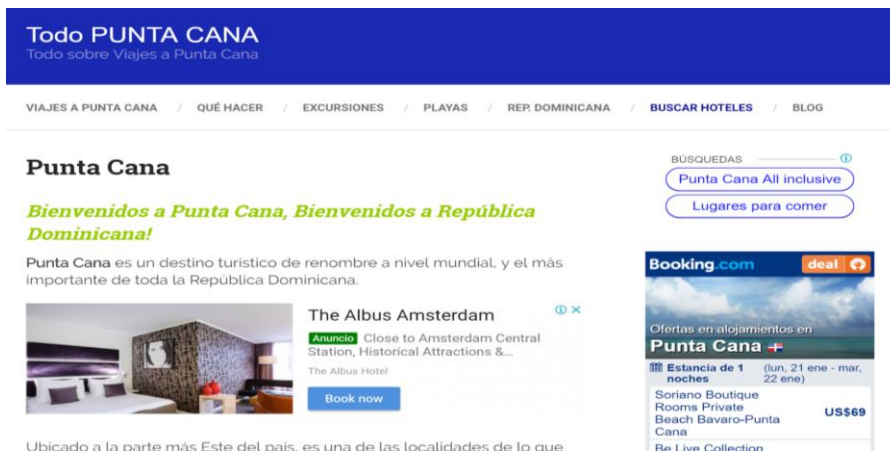 Todo PUNTA CANA
Todo sobre Viajes a Punta Cana
VIAJES A PUNTA CANA / QUÉ HACER / EXCURSIONES / PLAYAS / REP. DOMINICANA / BUSCAR HOTELES / BLOG
Punta Cana
Bienvenidos a Punta Cana, Bienvenidos a República
Dominicana!
Punta Cana es un destino turístico de renombre a nivel mundial, y el más
importante de toda la República Dominicana.
The Albus Amsterdam
Anuncio Close to Amsterdam Central
Station, Historical Attractions &...
The Albus Hotel
Book now
Ubicado a la parte más Este del país, es una de las localidades de lo que
BÚSQUEDAS
Punta Cana All inclusive
Lugares para comer
Booking.com deal
Ofertas en alojamientos en
Punta Cana
Estancia de 1 (lun, 21 ene - mar,
noches 22 ene)
Soriano Boutique
Rooms Private
Beach Bavaro-Punta US$69
Cana
Be Live Collection